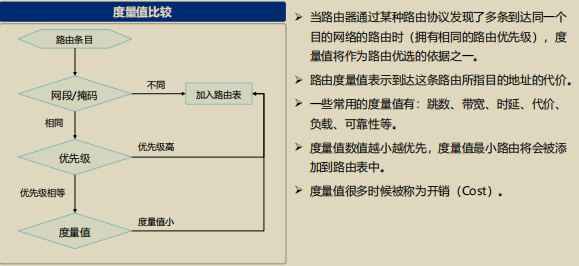 度量值比较
路由条目
网段/掩码
不同
加入路由表
相同
优先级
优先级高
优先级相等
度量值
度量值小
➢ 当路由器通过某种路由协议发现了多条到达同一个
目的网络的路由时（拥有相同的路由优先级），度
量值将作为路由优选的依据之一。
➢ 路由度量值表示到达这条路由所指目的地址的代价。
➢ 一些常用的度量值有：跳数、带宽、时延、代价、
负载、可靠性等。
➢ 度量值数值越小越优先，度量值最小路由将会被添
加到路由表中。
➢ 度量值很多时候被称为开销（Cost）。